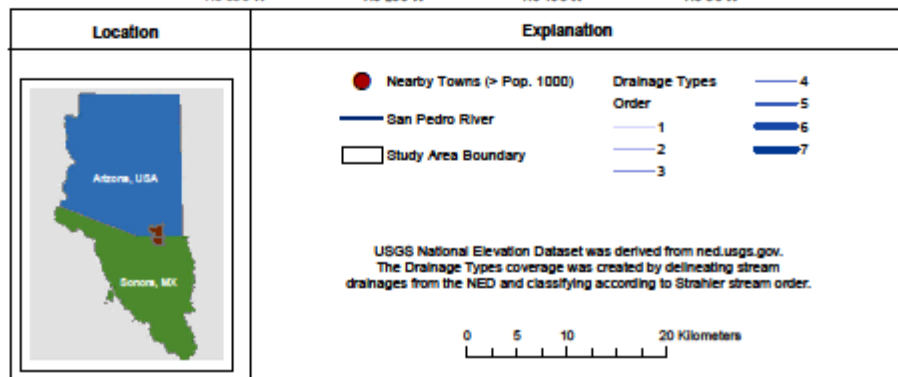 Location
Explanation
Arizona, USA
Sonora, MX
Nearby Towns (> Pop. 1000)
San Pedro River
Study Area Boundary
Drainage Types
Order
1
2
3
4
5
6
7
USGS National Elevation Dataset was derived from ned.usgs.gov.
The Drainage Types coverage was created by delineating stream
drainages from the NED and classifying according to Strahler stream order.
0 5 10 20 Kilometers